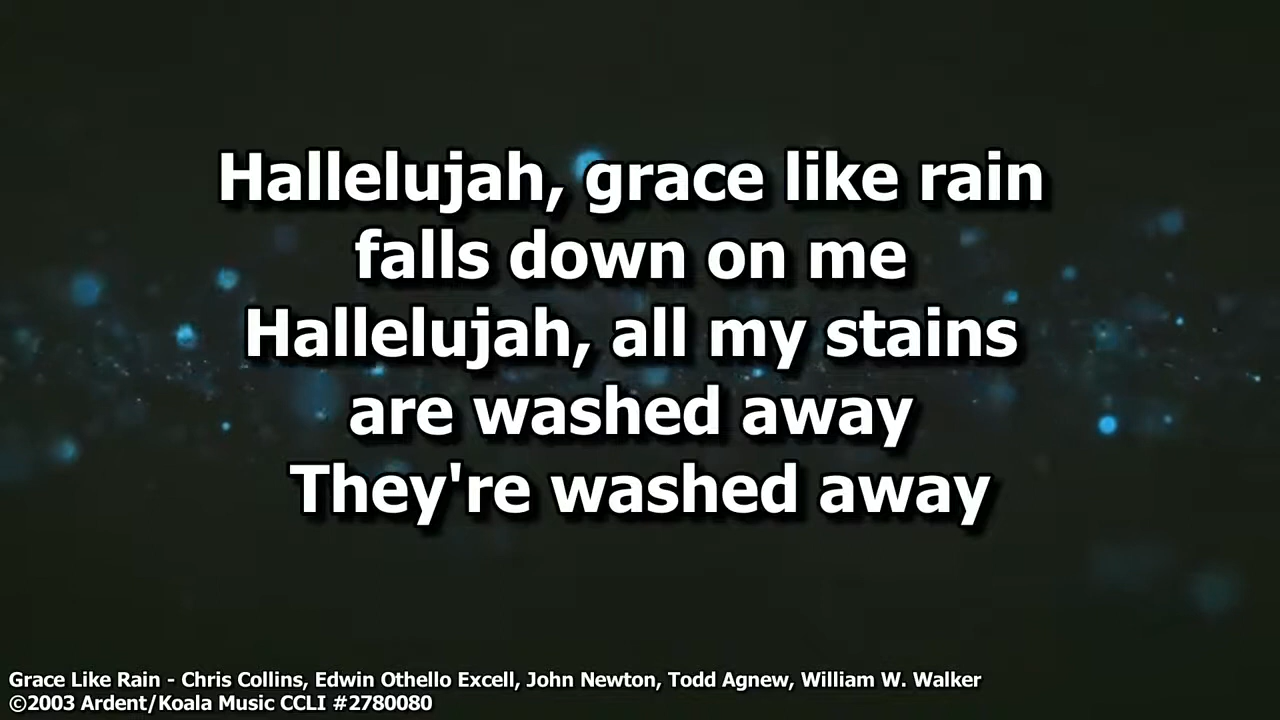 Hallelujah, grace like rain
falls down on me
Hallelujah, all my stains
are washed away
They're washed away
Grace Like Rain - Chris Collins, Edwin Othello Excell, John Newton, Todd Agnew, William W. Walker
©2003 Ardent/Koala Music CCLI #2780080